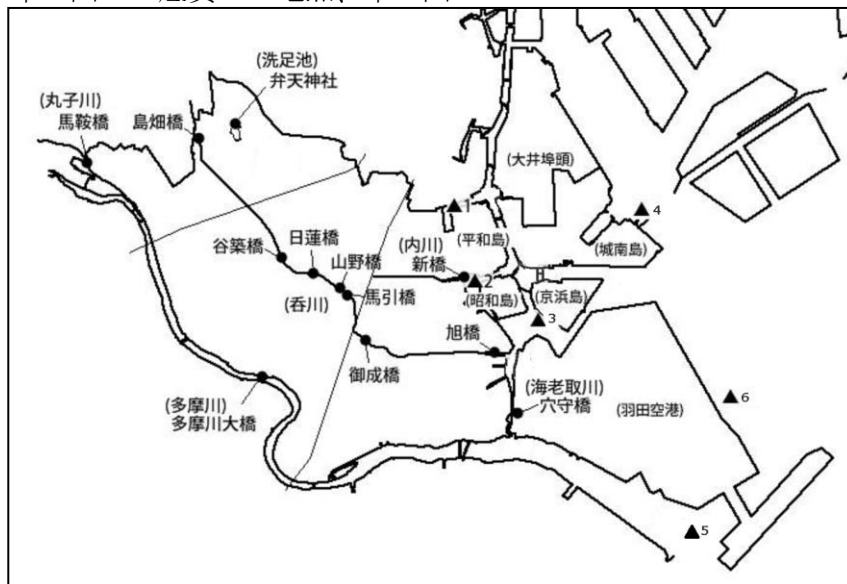 (洗足池)
弁天神社
(丸子川)
馬鞍橋
島畑橋
(大井埠頭)
1
4
谷築橋
日蓮橋
山野橋
(内川)
新橋
(平和島)
(城南島)
2
(呑川)
馬引橋
(昭和島)
(京浜島)
3
旭橋
御成橋
(多摩川)
多摩川大橋
(海老取川)
穴守橋
(羽田空港)
6
5